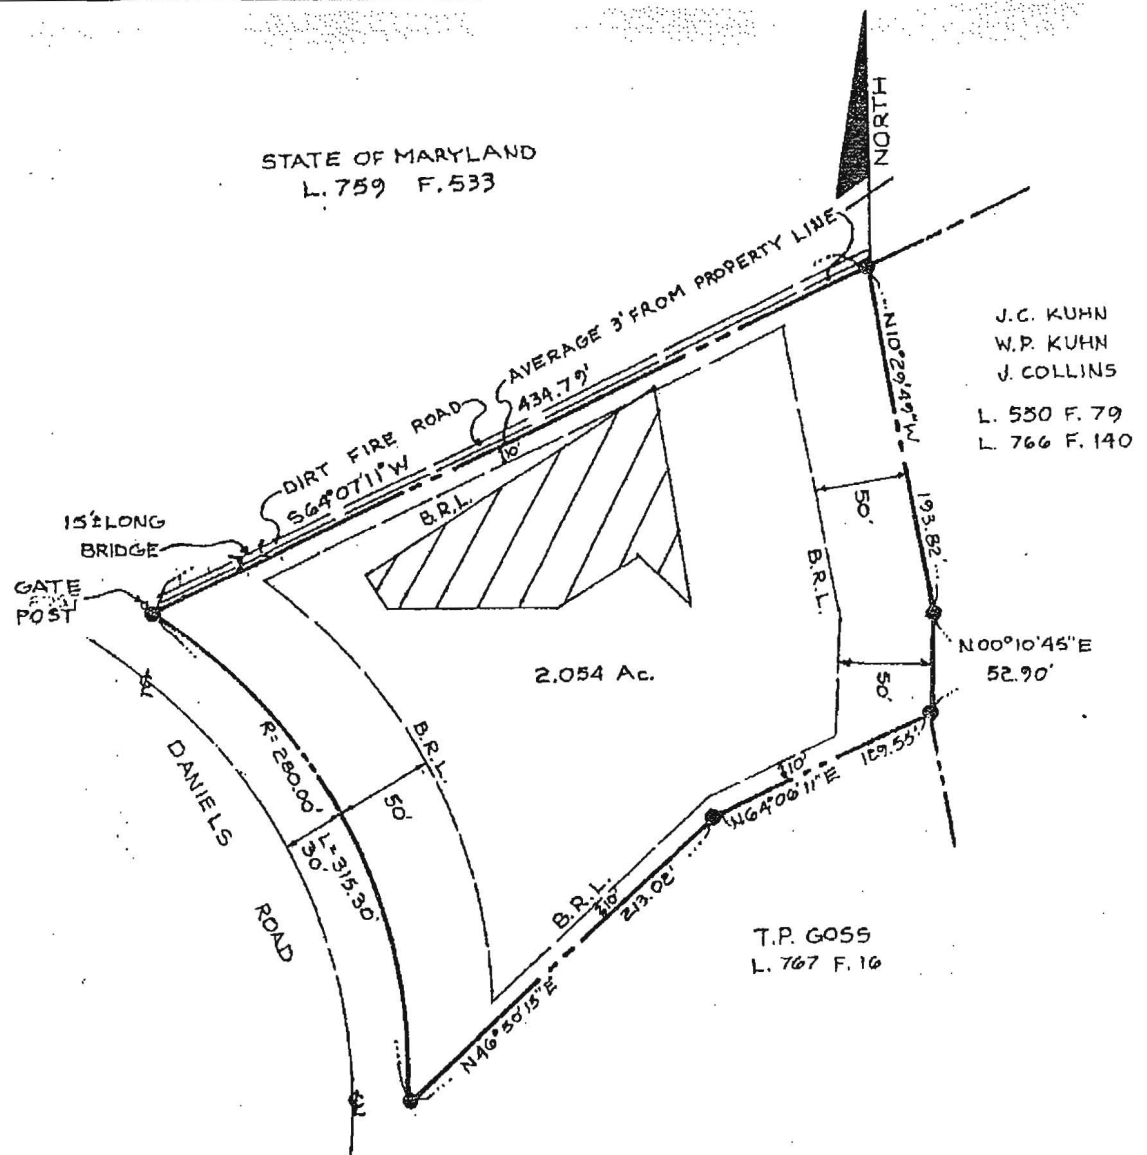 NORTH
STATE OF MARYLAND
L. 759 F. 533
AVERAGE 3' FROM PROPERTY LINE
434.79'
DIRT FIRE ROAD
S64°07'11"W
15'± LONG
BRIDGE
GATE
POST
J.C. KUHN
W.P. KUHN
J. COLLINS
L. 550 F. 79
L. 766 F. 140
N10°29'49"W
193.82'
10'
B.R.L.
50'
B.R.L.
N00°10'45"E
52.90'
50'
2.054 Ac.
B.R.L.
R=280.00'
L=315.30'
50'
30'
DANIELS
ROAD
10'
N64°06'11"E
129.55'
B.R.L.
10'
213.02'
N46°50'15"E
T.P. GOSS
L. 767 F. 16